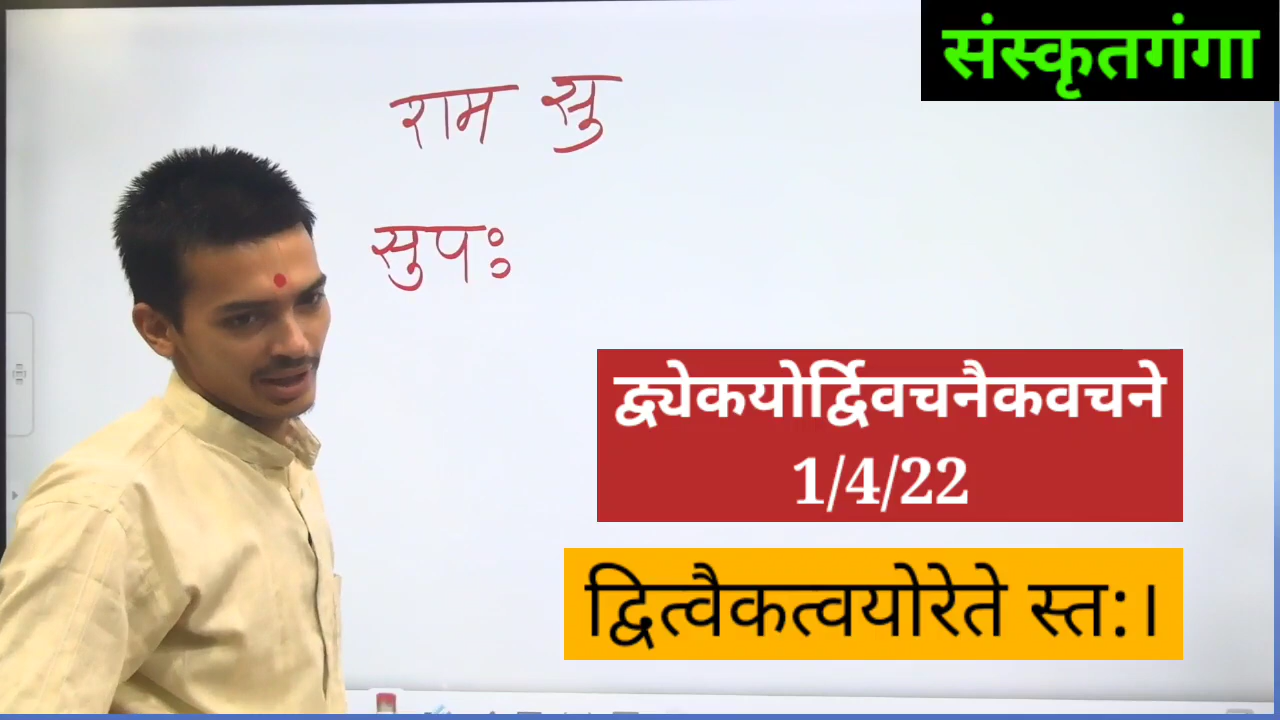 संस्कृतगंगा
राम सु
सुपः
द्व्येकयोर्द्विवचनैकवचने
1/4/22
द्वित्वैकत्वयोरेते स्त:।